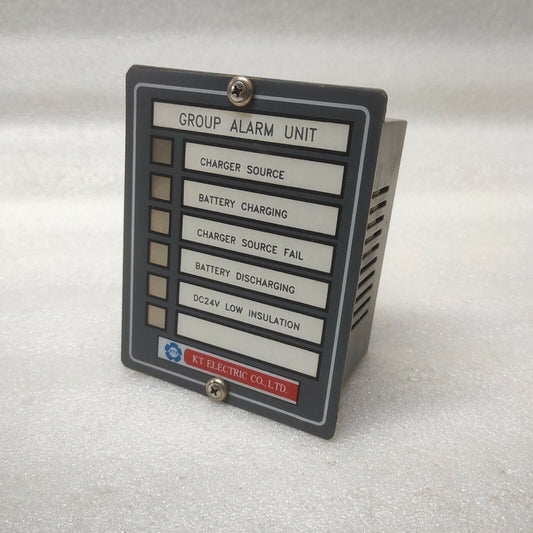 GROUP ALARM UNIT
CHARGER SOURCE
BATTERY CHARGING
CHARGER SOURCE FAIL
BATTERY DISCHARGING
DC24V LOW INSULATION
KT ELECTRIC CO., LTD.